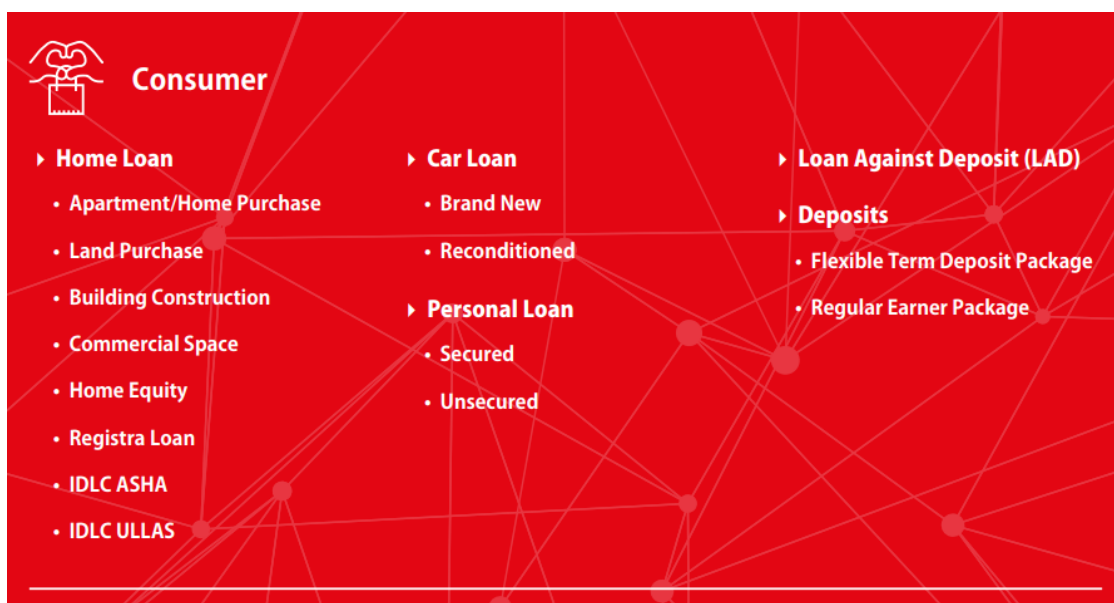 Consumer
Home Loan
• Apartment/Home Purchase
• Land Purchase
• Building Construction
• Commercial Space
• Home Equity
• Registra Loan
• IDLC ASHA
• IDLC ULLAS
Car Loan
• Brand New
• Reconditioned
Personal Loan
• Secured
• Unsecured
Loan Against Deposit (LAD)
Deposits
• Flexible Term Deposit Package
• Regular Earner Package